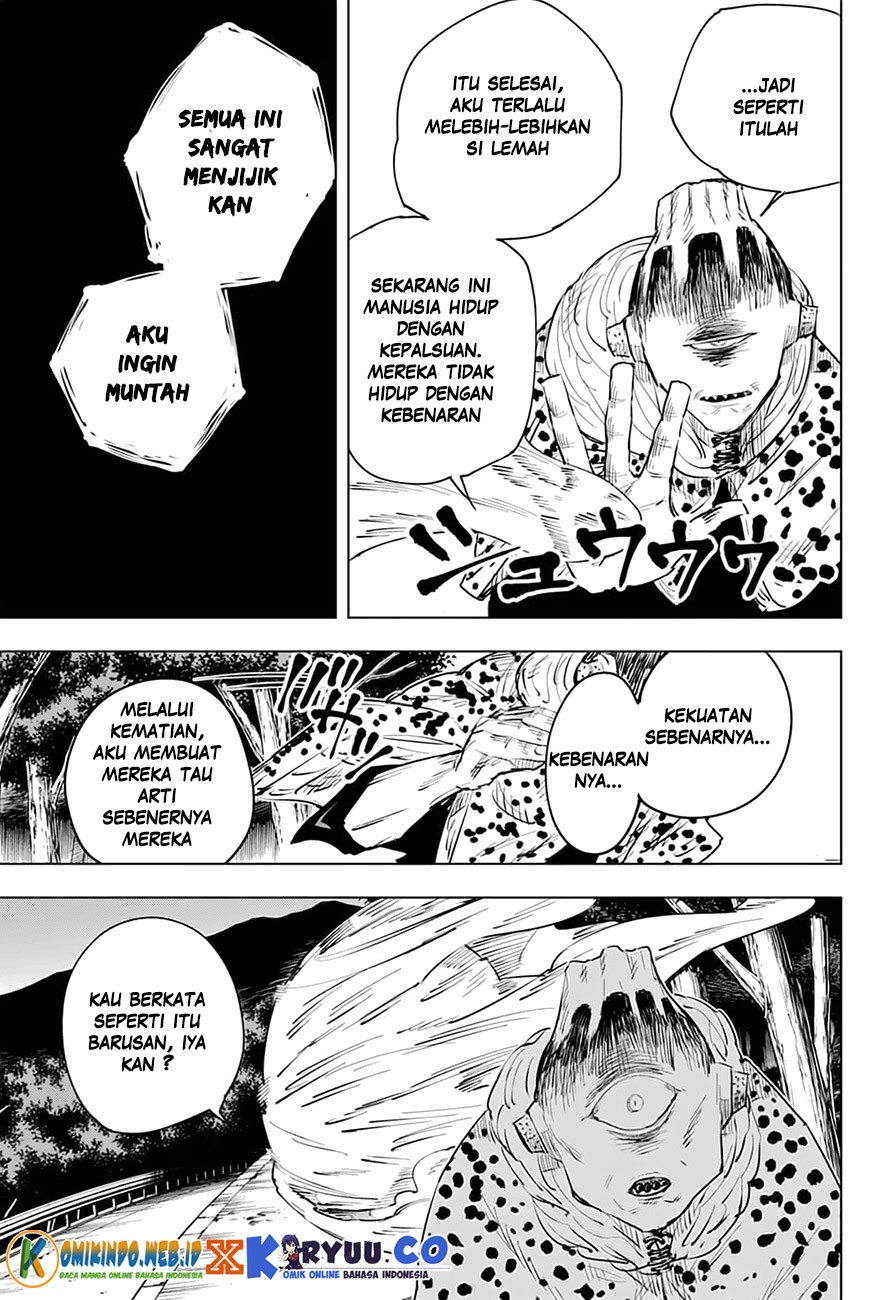 ...JADI
SEPERTI
ITULAH
ITU SELESAI,
AKU TERLALU
MELEBIH-LEBIHKAN
SI LEMAH
SEKARANG INI
MANUSIA HIDUP
DENGAN
KEPALSUAN.
MEREKA TIDAK
HIDUP DENGAN
KEBENARAN
シュウウウウ...
SEMUA INI
SANGAT
MENJIJIK
KAN
AKU
INGIN
MUNTAH
KEKUATAN
SEBENARNYA...
KEBENARAN
NYA...
MELALUI
KEMATIAN,
AKU MEMBUAT
MEREKA TAU
ARTI
SEBENERNYA
MEREKA
KAU BERKATA
SEPERTI ITU
BARUSAN, IYA
KAN ?
KOMIKINDO.WEB.ID X KIRYUU.CO
BACA MANGA ONLINE BAHASA INDONESIA
OMIK ONLINE BAHASA INDONESIA